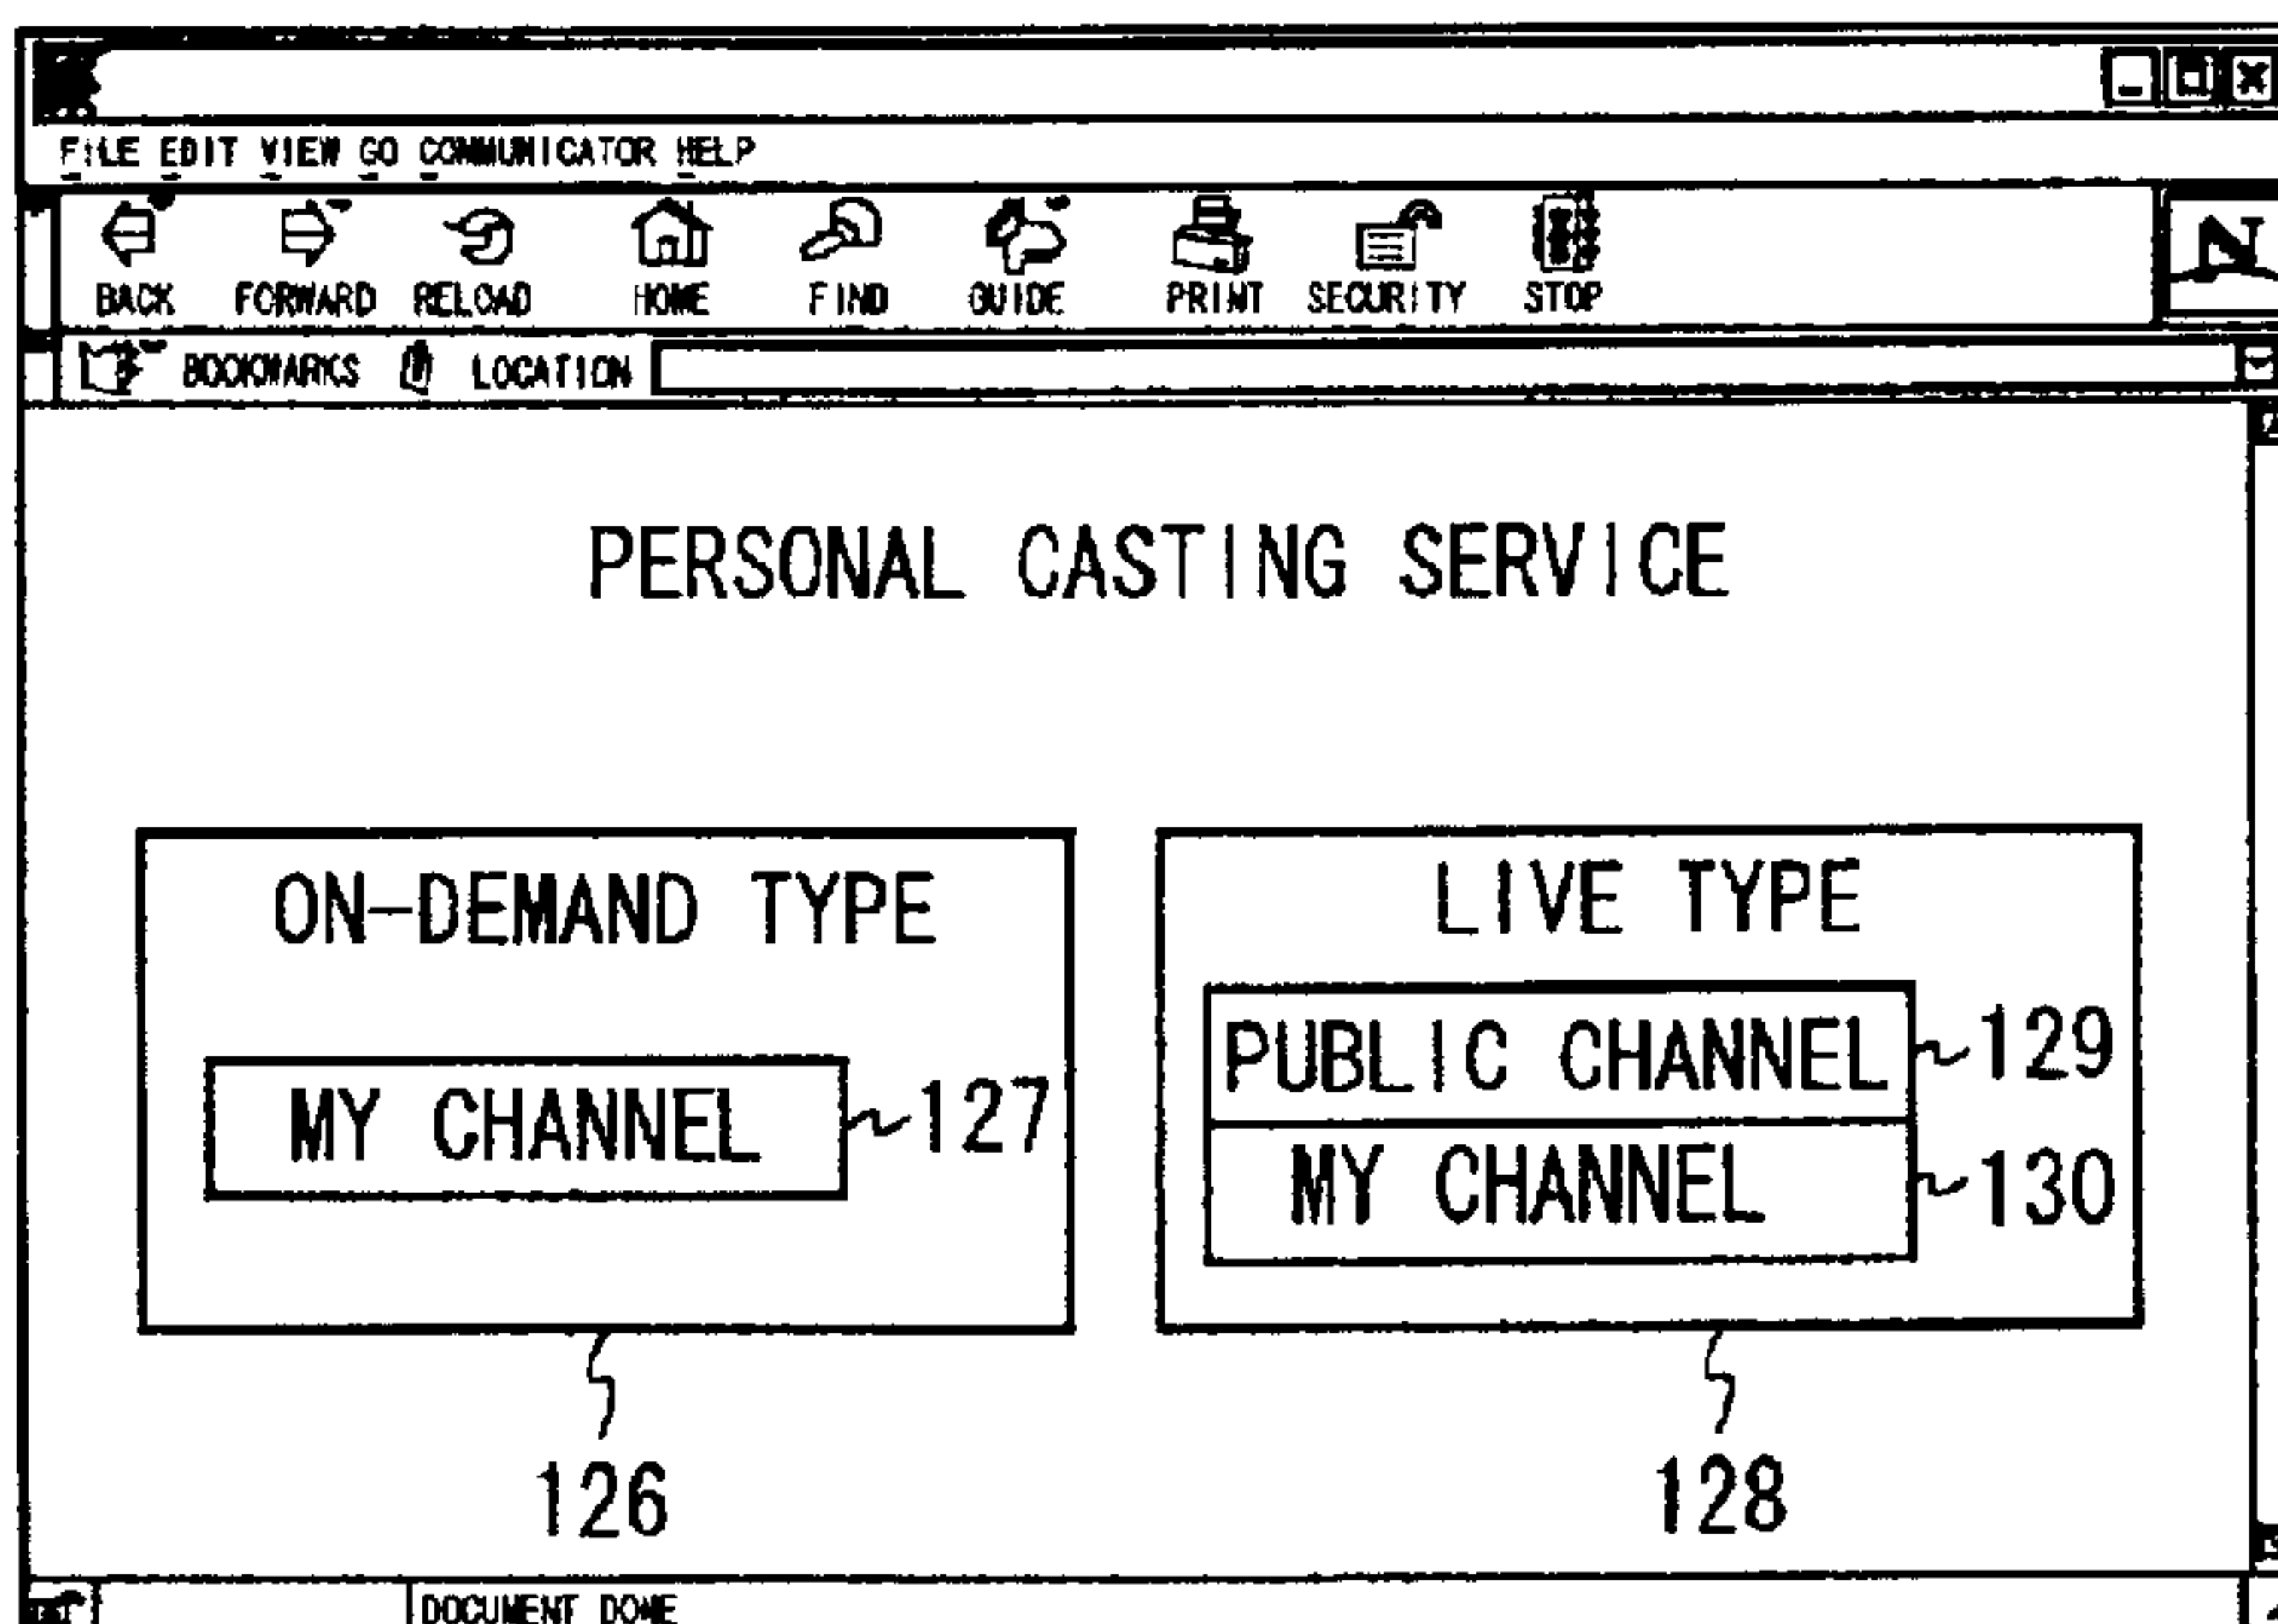 FILE EDIT VIEW GO COMMUNICATOR HELP
BACK FORWARD RELOAD HOME FIND GUIDE PRINT SECURITY STOP
N
BOOKMARKS LOCATION
PERSONAL CASTING SERVICE
ON-DEMAND TYPE
MY CHANNEL 127
126
LIVE TYPE
PUBLIC CHANNEL 129
MY CHANNEL 130
128
DOCUMENT DONE